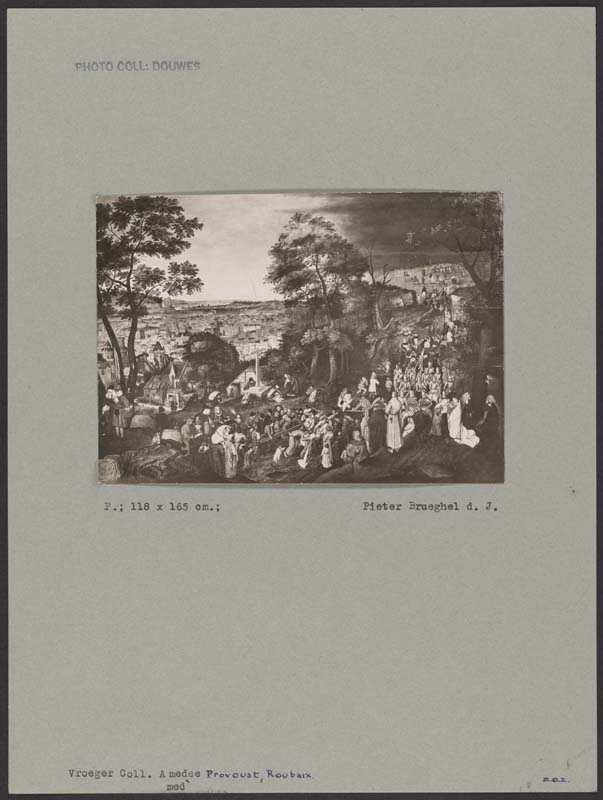 PHOTO COLL: DOUWES
P.; 118 x 165 cm.; Pieter Brueghel d. J.
Vroeger Coll. Amedee Provoust, Roubaix.
med
z.o.z.